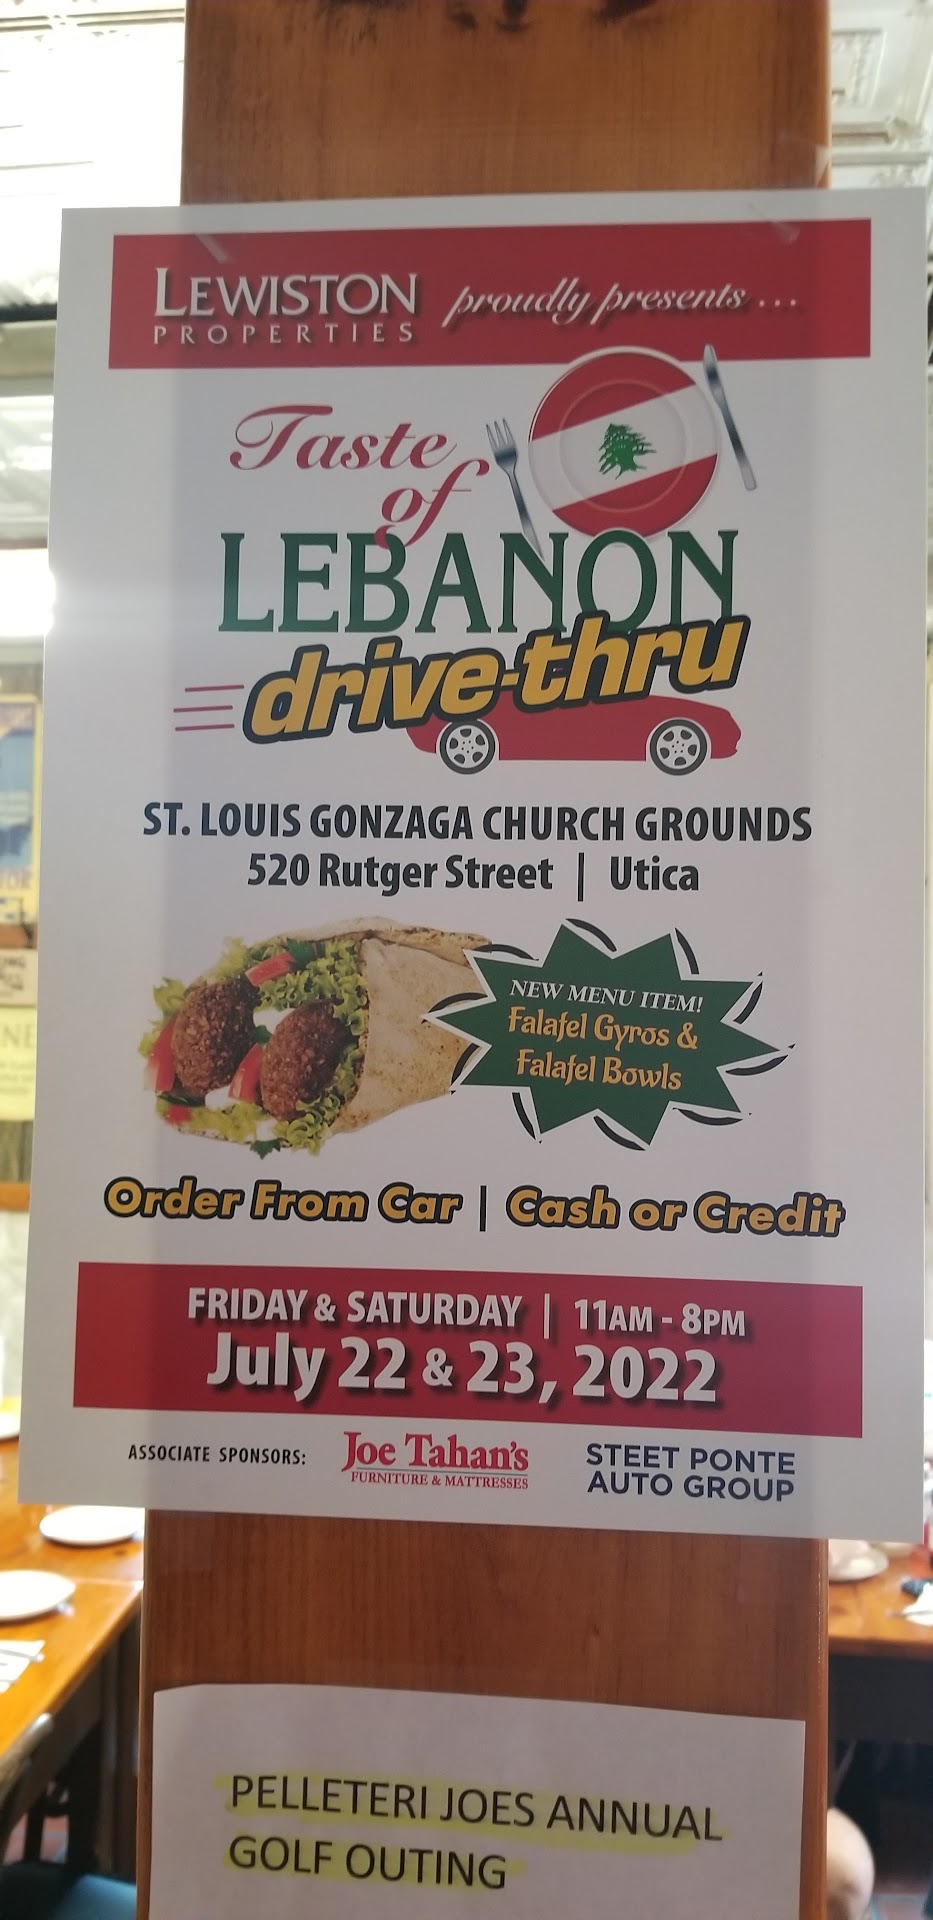 LEWISTON proudly presents ...
PROPERTIES
Taste
of
LEBANON
drive-thru
ST. LOUIS GONZAGA CHURCH GROUNDS
520 Rutger Street | Utica
NEW MENU ITEM!
Falafel Gyros &
Falafel Bowls
Order From Car | Cash or Credit
FRIDAY & SATURDAY | 11AM - 8PM
July 22 & 23, 2022
ASSOCIATE SPONSORS:
Joe Tahan's
FURNITURE & MATTRESSES
STEET PONTE
AUTO GROUP
PELLETERI JOES ANNUAL
GOLF OUTING